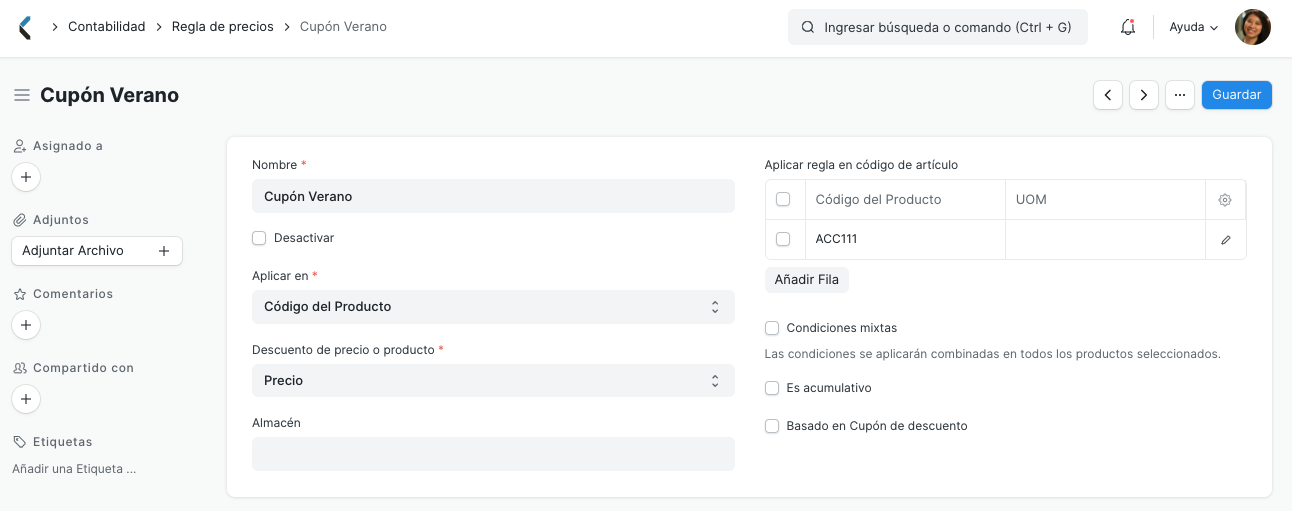 Contabilidad Regla de precios Cupón Verano
Ingresar búsqueda o comando (Ctrl + G)
Ayuda
Cupón Verano
Guardar
Asignado a
Adjuntos
Adjuntar Archivo
Comentarios
Compartido con
Etiquetas
Añadir una Etiqueta ...
Nombre *
Cupón Verano
Desactivar
Aplicar en *
Código del Producto
Descuento de precio o producto *
Precio
Almacén
Aplicar regla en código de artículo
Código del Producto UOM
ACC111
Añadir Fila
Condiciones mixtas
Las condiciones se aplicarán combinadas en todos los productos seleccionados.
Es acumulativo
Basado en Cupón de descuento